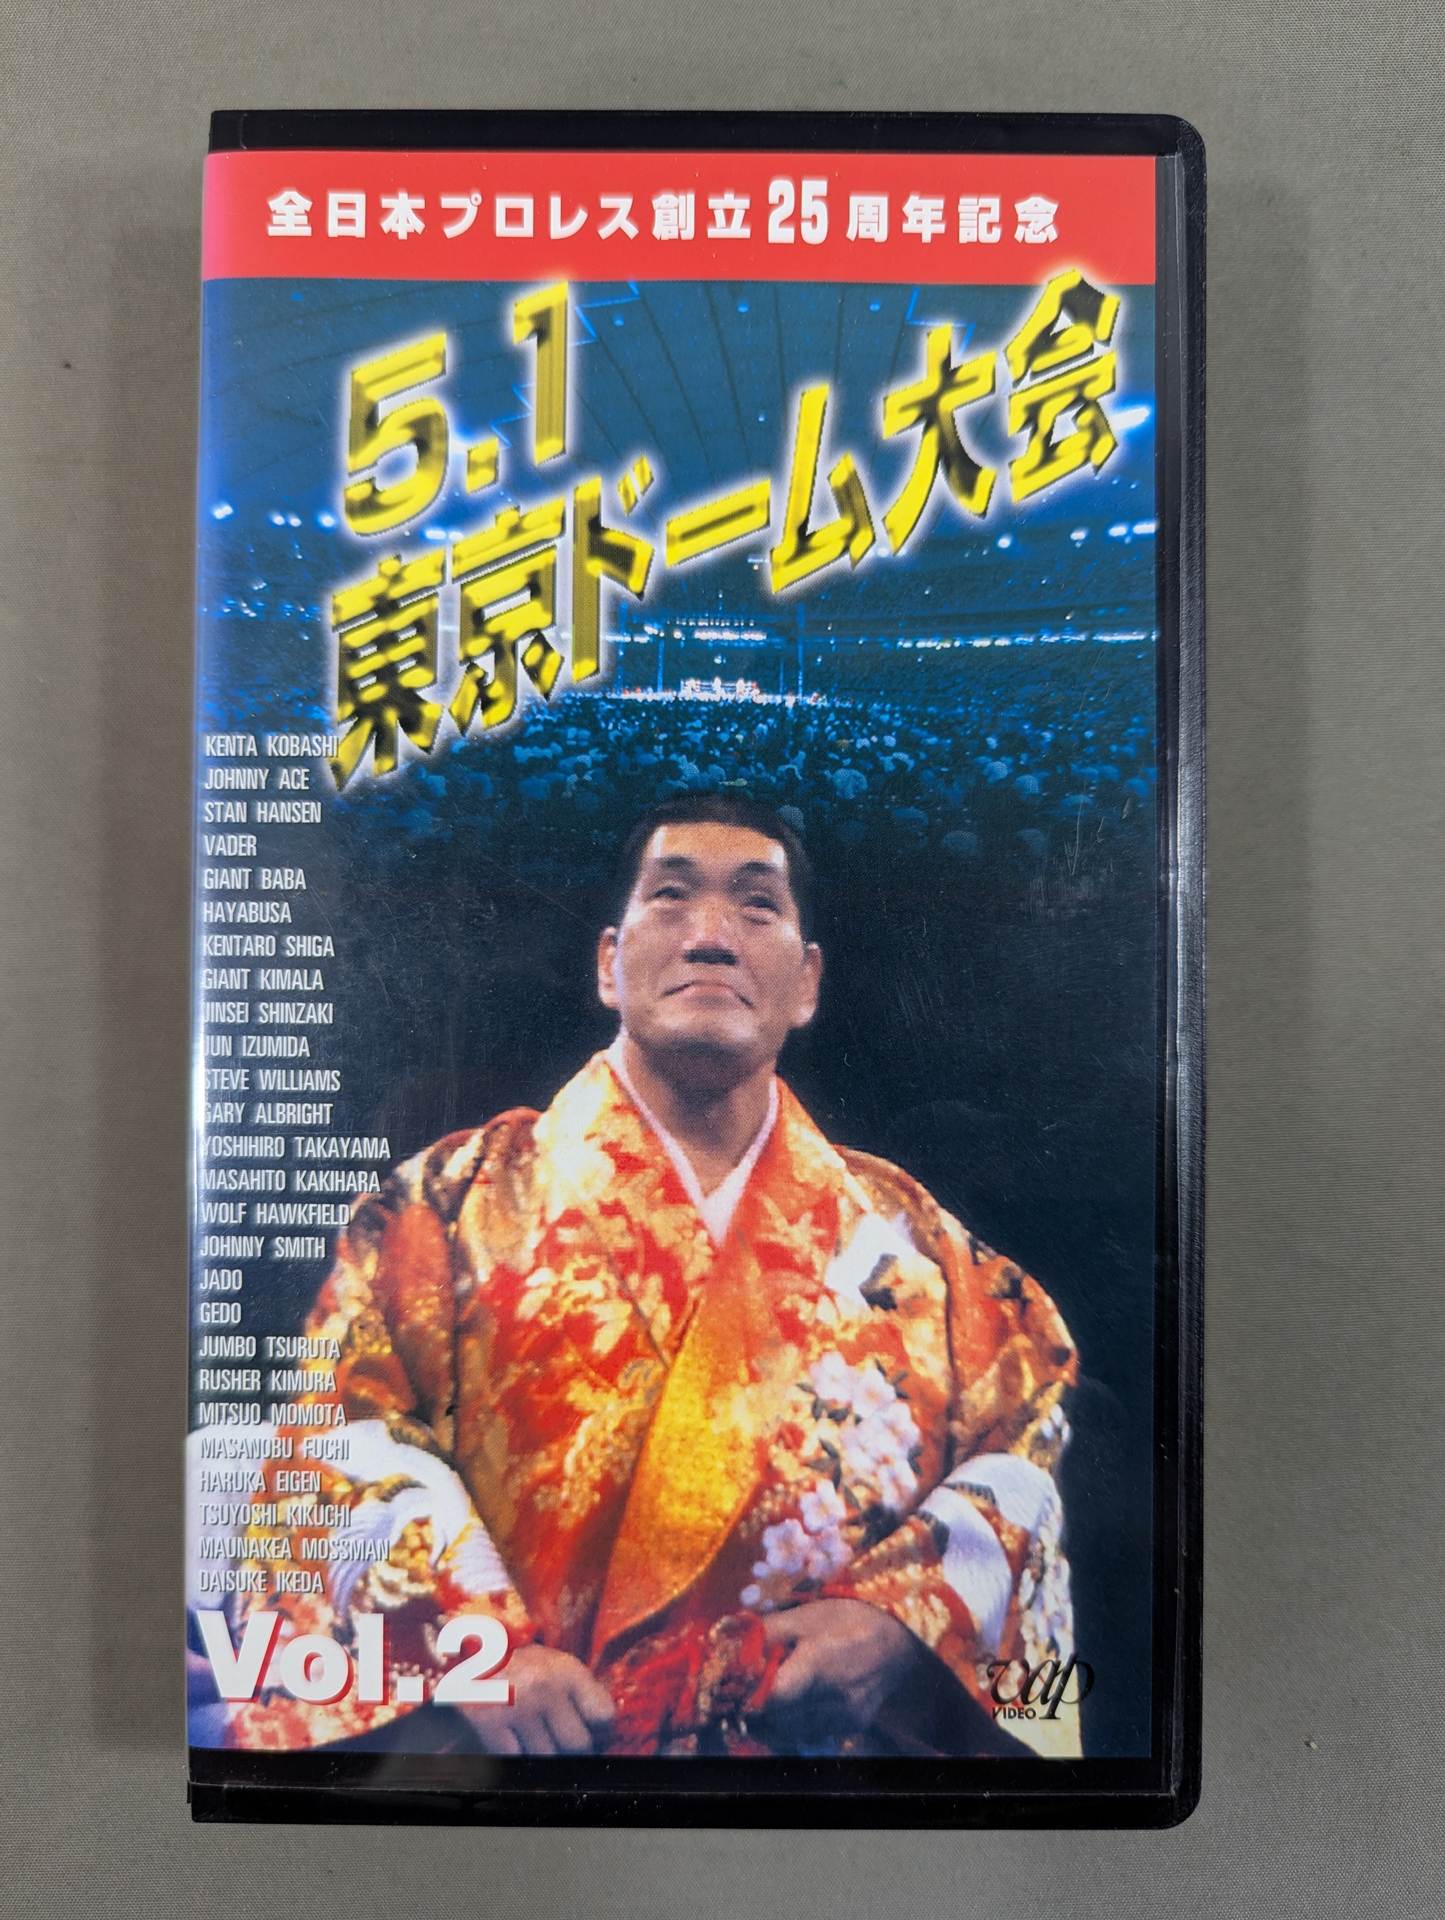 全日本プロレス創立25周年記念
5.1
東京ドーム大会
KENTA KOBASHI
JOHNNY ACE
STAN HANSEN
VADER
GIANT BABA
HAYABUSA
KENTARO SHIGA
GIANT KIMALA
JINSEI SHINZAKI
JUN IZUMIDA
STEVE WILLIAMS
GARY ALBRIGHT
YOSHIHIRO TAKAYAMA
MASAHITO KAKIHARA
WOLF HAWKFIELD
JOHNNY SMITH
JADO
GEDO
JUMBO TSURUTA
RUSHER KIMURA
MITSUO MOMOTA
MASANOBU FUCHI
HARUKA EIGEN
TSUYOSHI KIKUCHI
MAUNAKEA MOSSMAN
DAISUKE IKEDA
Vol.2
vap
VIDEO